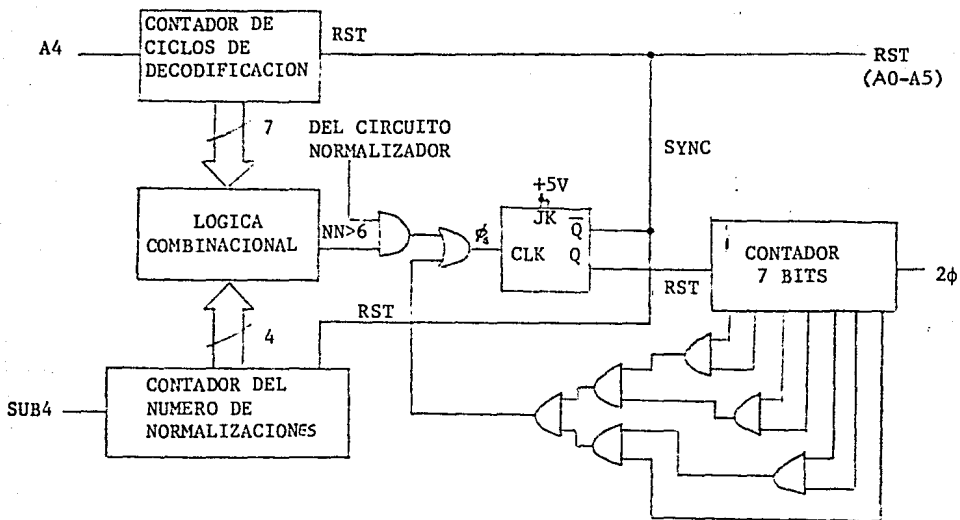 CONTADOR DE
CICLOS DE
DECODIFICACION
A4
RST
RST
(A0-A5)
7
DEL CIRCUITO
NORMALIZADOR
SYNC
+5V
LOGICA
COMBINACIONAL
NN>6
JK
Q̅
CLK
Q
CONTADOR
7 BITS
2ϕ
RST
RST
4
CONTADOR DEL
NUMERO DE
NORMALIZACIONES
SUB4